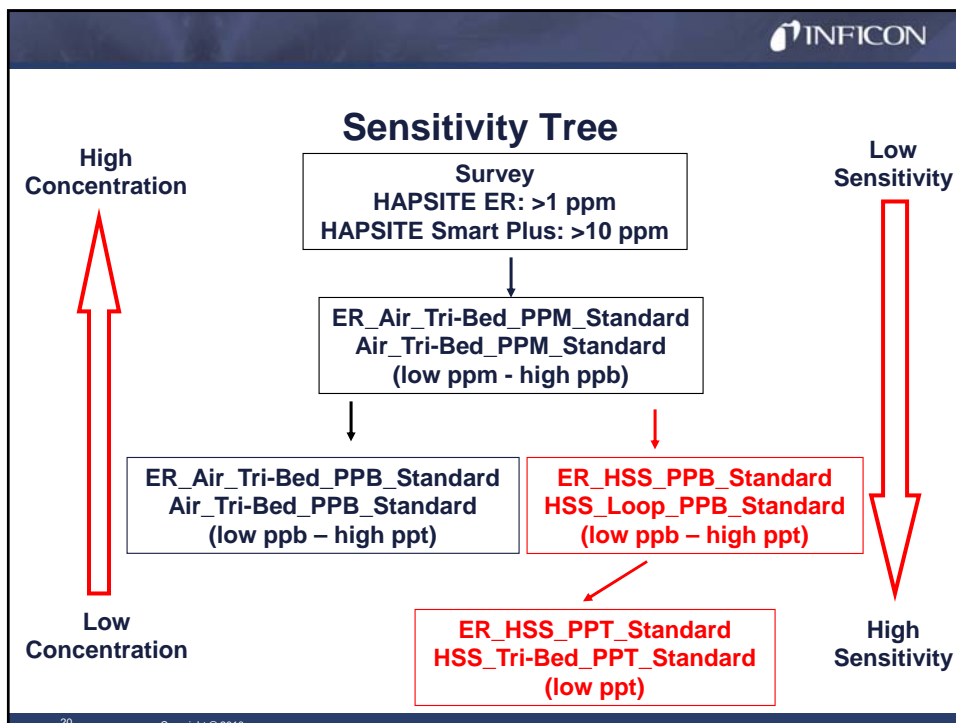 INFICON
Sensitivity Tree
High
Concentration
Survey
HAPSITE ER: >1 ppm
HAPSITE Smart Plus: >10 ppm
Low
Sensitivity
ER_Air_Tri-Bed_PPM_Standard
Air_Tri-Bed_PPM_Standard
(low ppm - high ppb)
ER_Air_Tri-Bed_PPB_Standard
Air_Tri-Bed_PPB_Standard
(low ppb – high ppt)
ER_HSS_PPB_Standard
HSS_Loop_PPB_Standard
(low ppb – high ppt)
Low
Concentration
ER_HSS_PPT_Standard
HSS_Tri-Bed_PPT_Standard
(low ppt)
High
Sensitivity
20